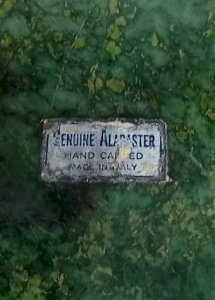 GENUINE ALABASTER
HAND CARVED
MADE IN ITALY